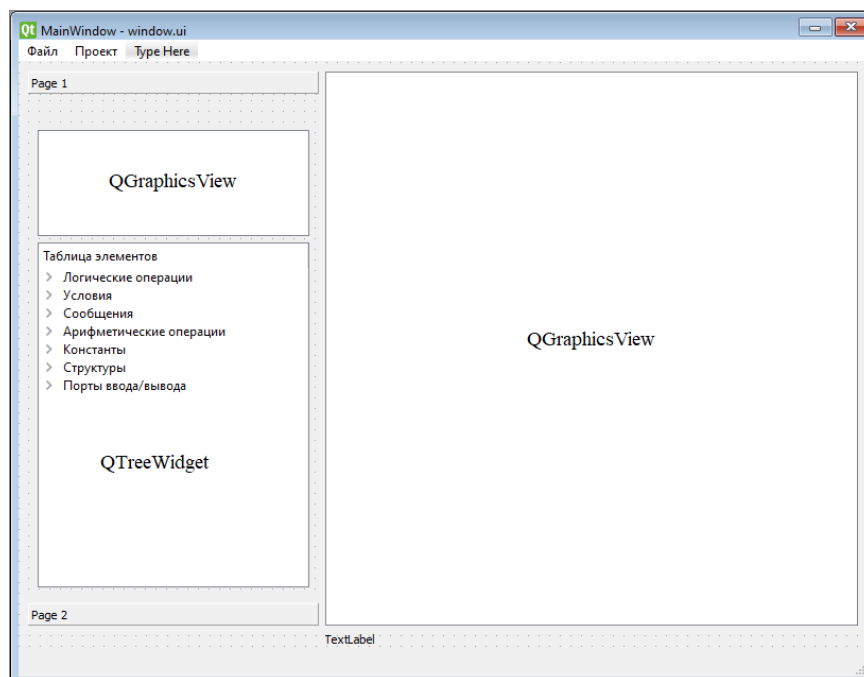 MainWindow - window.ui
Файл Проект Type Here
Page 1
QGraphicsView
Таблица элементов
Логические операции
Условия
Сообщения
Арифметические операции
Константы
Структуры
Порты ввода/вывода
QTreeWidget
Page 2
QGraphicsView
TextLabel